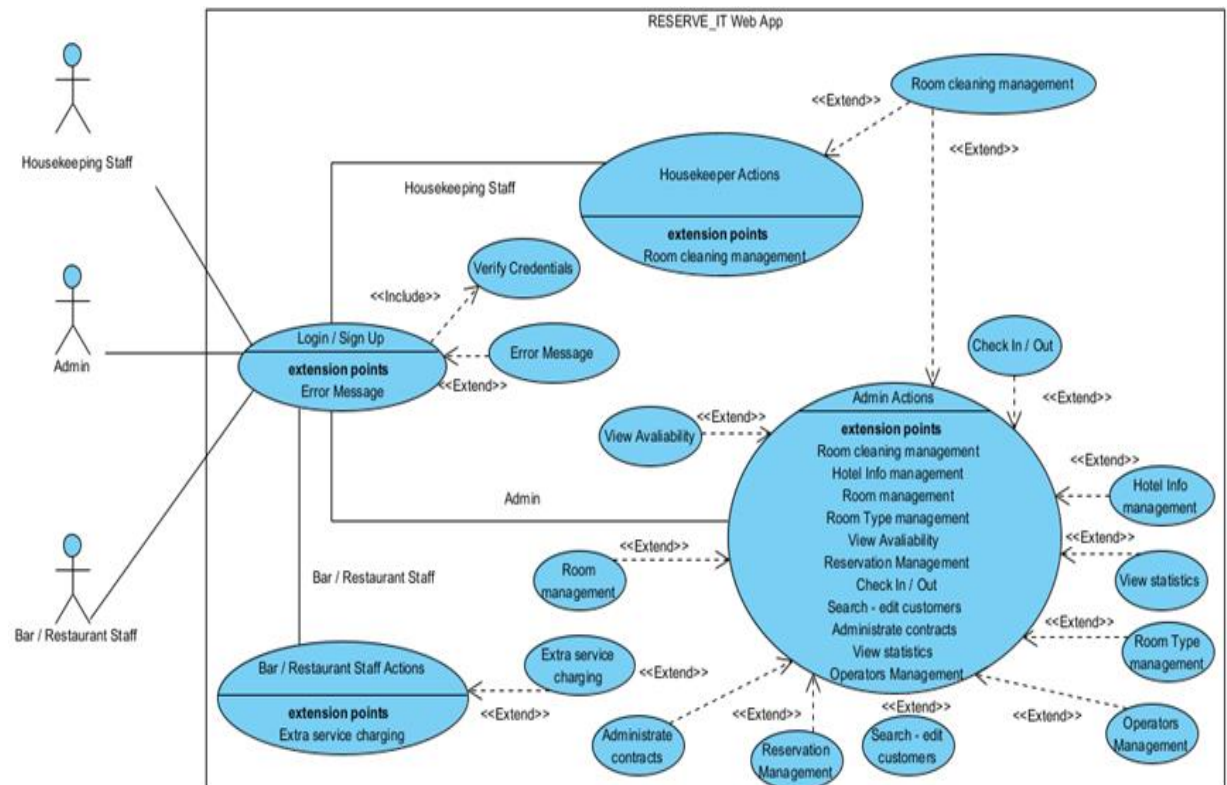 RESERVE_IT Web App
Room cleaning management
<<Extend>>
<<Extend>>
Housekeeping Staff
Housekeeping Staff
Housekeeper Actions
extension points
Room cleaning management
Verify Credentials
<<Include>>
Login / Sign Up
extension points
Error Message
Error Message
<<Extend>>
Admin
Check In / Out
<<Extend>>
View Avaliability
<<Extend>>
Admin Actions
extension points
Room cleaning management
Hotel Info management
Room management
Room Type management
View Avaliability
Reservation Management
Check In / Out
Search - edit customers
Administrate contracts
View statistics
Operators Management
<<Extend>>
Hotel Info
management
<<Extend>>
View statistics
<<Extend>>
Room Type
management
Admin
<<Extend>>
Room
management
Bar / Restaurant Staff
Bar / Restaurant Staff
Bar / Restaurant Staff Actions
extension points
Extra service charging
Extra service
charging
<<Extend>>
<<Extend>>
Administrate
contracts
<<Extend>>
Reservation
Management
<<Extend>>
Search - edit
customers
<<Extend>>
Operators
Management